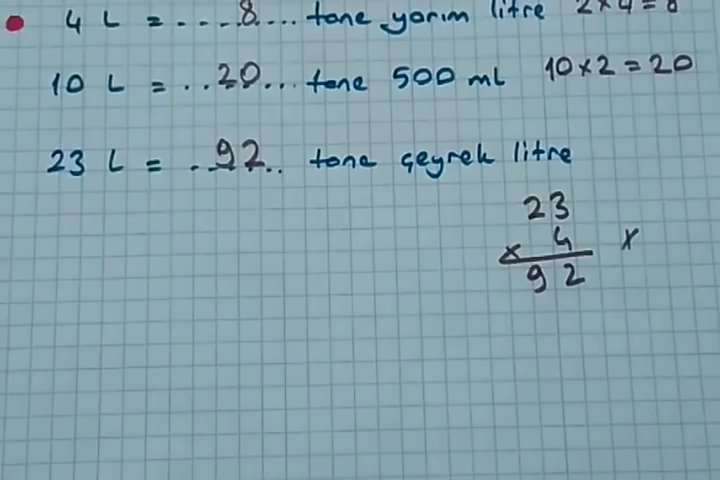 4 L = ....8.... tane yarım litre 2×4=8
10 L = ..20... tane 500 ml 10×2=20
23 L = .92.. tane çeyrek litre
23
× 4 x
92